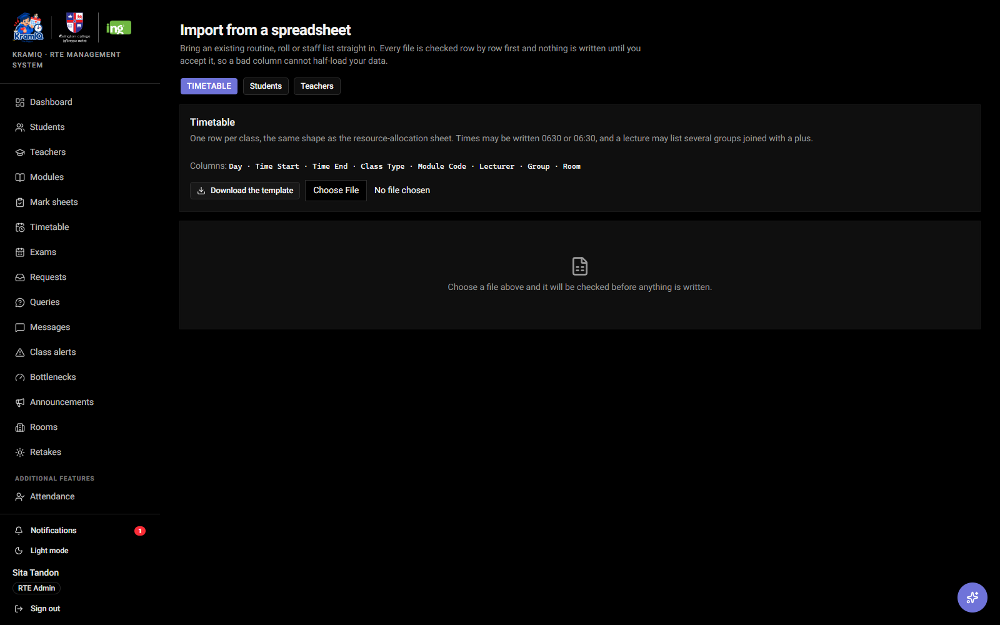 KramIQ
islington college
ing
KRAMIQ · RTE MANAGEMENT
SYSTEM
Dashboard
Students
Teachers
Modules
Mark sheets
Timetable
Exams
Requests
Queries
Messages
Class alerts
Bottlenecks
Announcements
Rooms
Retakes
ADDITIONAL FEATURES
Attendance
Notifications 1
Light mode
Sita Tandon
RTE Admin
Sign out
Import from a spreadsheet
Bring an existing routine, roll or staff list straight in. Every file is checked row by row first and nothing is written until you
accept it, so a bad column cannot half-load your data.
TIMETABLE Students Teachers
Timetable
One row per class, the same shape as the resource-allocation sheet. Times may be written 0630 or 06:30, and a lecture may list several groups joined with a plus.
Columns: Day · Time Start · Time End · Class Type · Module Code · Lecturer · Group · Room
Download the template Choose File No file chosen
Choose a file above and it will be checked before anything is written.